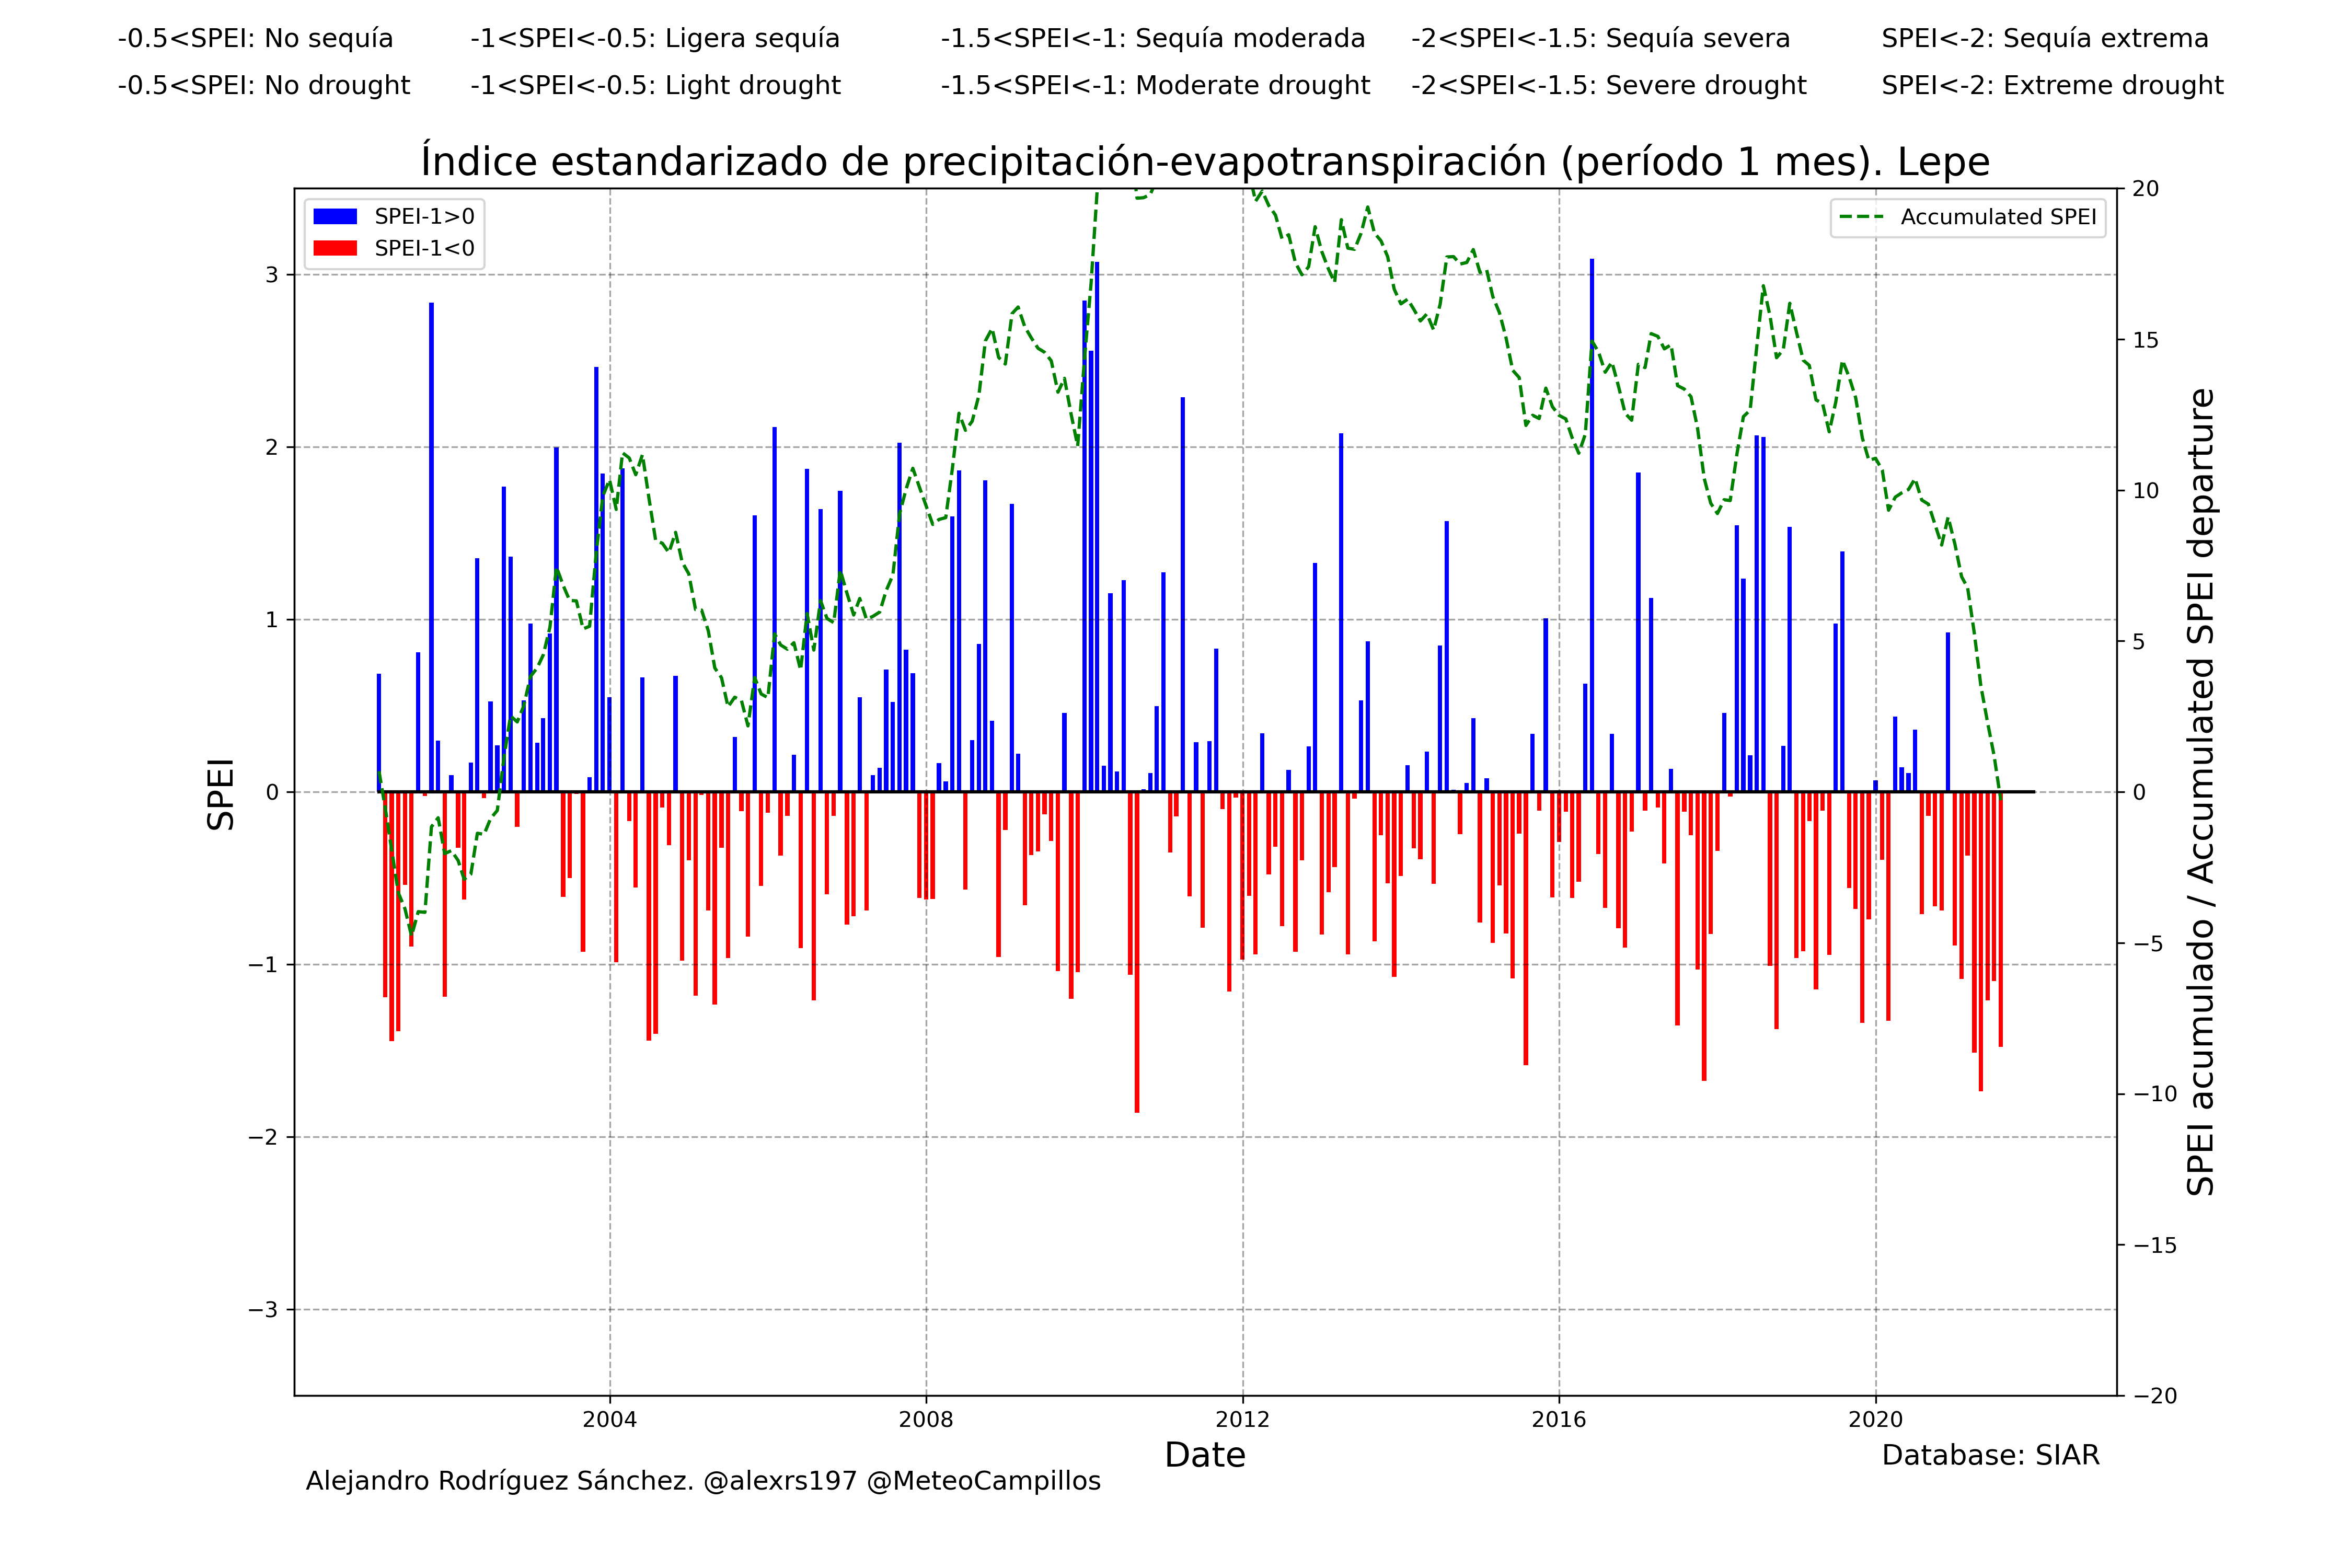 -0.5<SPEI: No sequía -1<SPEI<-0.5: Ligera sequía -1.5<SPEI<-1: Sequía moderada -2<SPEI<-1.5: Sequía severa SPEI<-2: Sequía extrema
-0.5<SPEI: No drought -1<SPEI<-0.5: Light drought -1.5<SPEI<-1: Moderate drought -2<SPEI<-1.5: Severe drought SPEI<-2: Extreme drought
Índice estandarizado de precipitación-evapotranspiración (período 1 mes). Lepe
SPEI-1>0
SPEI-1<0
Accumulated SPEI
SPEI
3
2
1
0
−1
−2
−3
20
15
10
5
0
−5
−10
−15
−20
SPEI acumulado / Accumulated SPEI departure
2004 2008 2012 2016 2020
Date
Database: SIAR
Alejandro Rodríguez Sánchez. @alexrs197 @MeteoCampillos